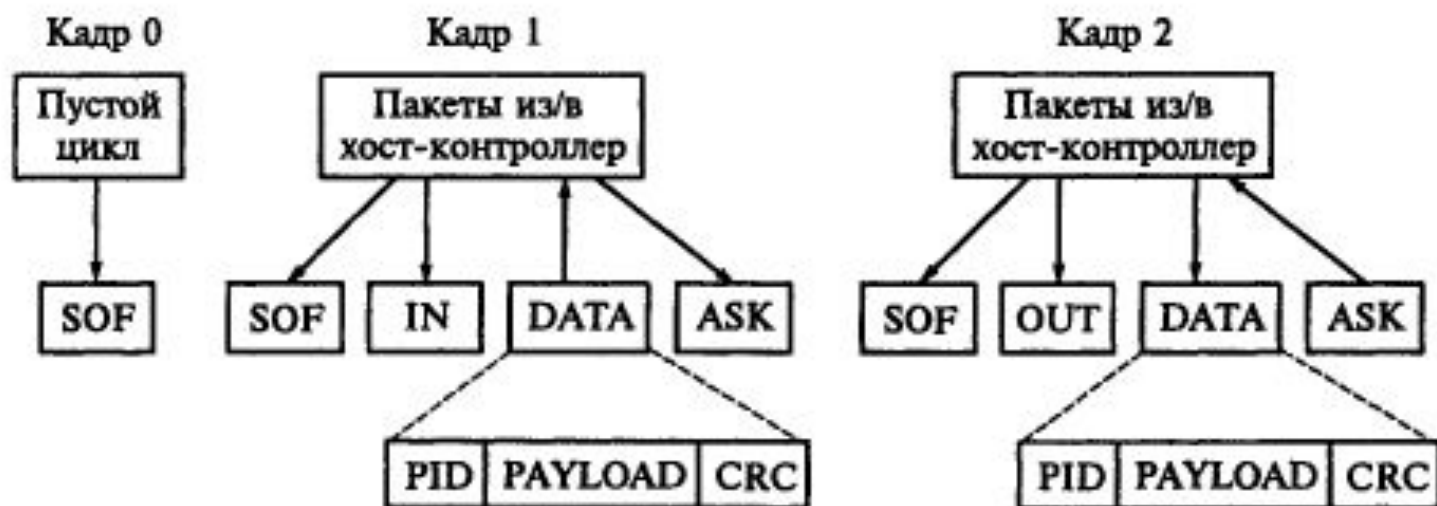 Кадр 0
Кадр 1
Кадр 2
Пустой
цикл
Пакеты из/в
хост-контроллер
Пакеты из/в
хост-контроллер
SOF
SOF
IN
DATA
ASK
SOF
OUT
DATA
ASK
PID
PAYLOAD
CRC
PID
PAYLOAD
CRC